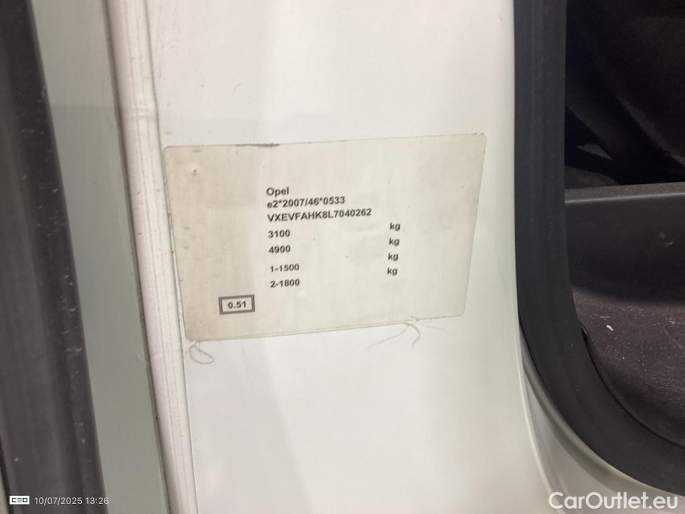 Opel
e2*2007/46*0533
VXEVFAHK8L7040262
3100 kg
4900 kg
1-1500 kg
2-1800 kg
0.51
10/07/2025 13:26
CarOutlet.eu